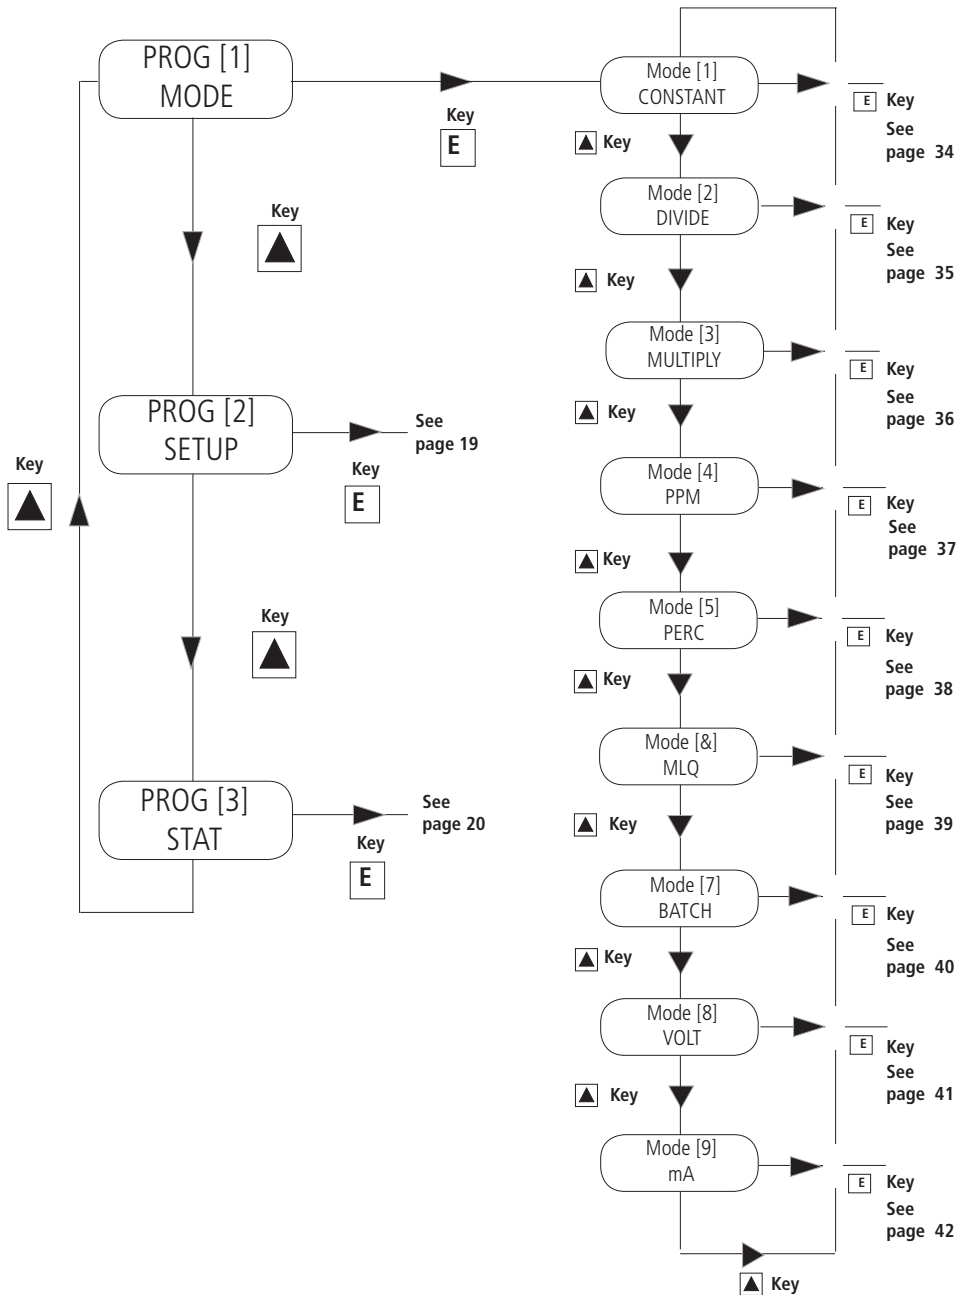 PROG [1]
MODE
Key
E
Key
PROG [2]
SETUP
See
page 19
Key
E
Key
Key
PROG [3]
STAT
See
page 20
Key
E
Mode [1]
CONSTANT
E Key
See
page 34
Key
Mode [2]
DIVIDE
E Key
See
page 35
Key
Mode [3]
MULTIPLY
E Key
See
page 36
Key
Mode [4]
PPM
E Key
See
page 37
Key
Mode [5]
PERC
E Key
See
page 38
Key
Mode [&]
MLQ
E Key
See
page 39
Key
Mode [7]
BATCH
E Key
See
page 40
Key
Mode [8]
VOLT
E Key
See
page 41
Key
Mode [9]
mA
E Key
See
page 42
Key